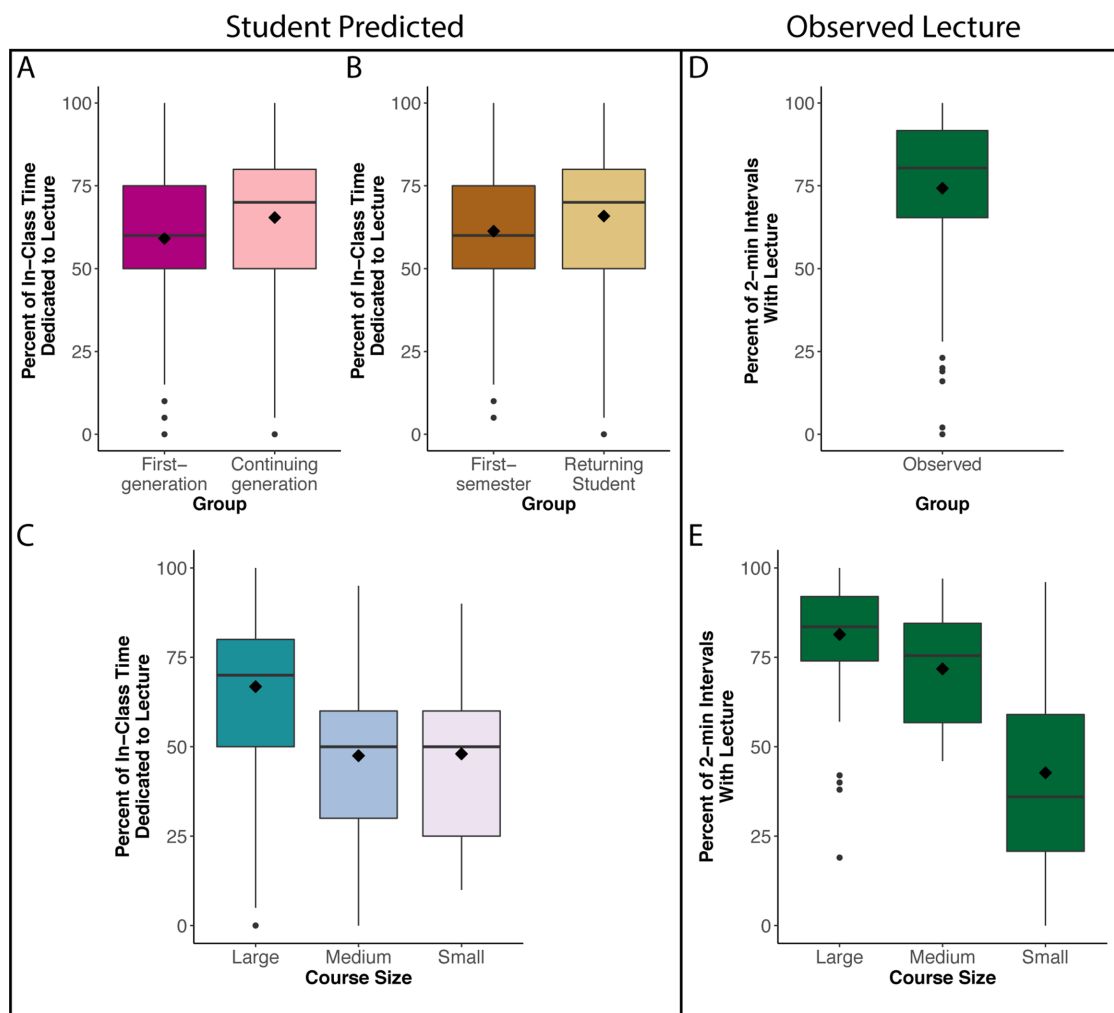 Student Predicted
Observed Lecture
A
Percent of In-Class Time
Dedicated to Lecture
100
75
50
25
0
First-
generation
Continuing
generation
Group
B
Percent of In-Class Time
Dedicated to Lecture
100
75
50
25
0
First-
semester
Returning
Student
Group
D
Percent of 2-min Intervals
With Lecture
100
75
50
25
0
Observed
Group
C
Percent of In-Class Time
Dedicated to Lecture
100
75
50
25
0
Large
Medium
Small
Course Size
E
Percent of 2-min Intervals
With Lecture
100
75
50
25
0
Large
Medium
Small
Course Size